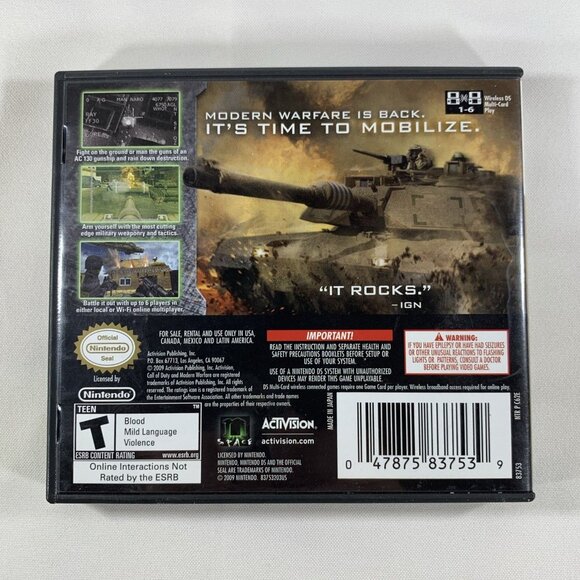 MODERN WARFARE IS BACK.
IT'S TIME TO MOBILIZE.
1-6
Wireless DS
Multi-Card
Play
Fight on the ground or man the guns of an
AC 130 gunship and rain down destruction.
Arm yourself with the most cutting
edge military weaponry and tactics.
Battle it out with up to 6 players in
either local or Wi-Fi online multiplayer.
"IT ROCKS."
–IGN
Official
Nintendo
Seal
Licensed by
Nintendo
FOR SALE, RENTAL AND USE ONLY IN USA,
CANADA, MEXICO AND LATIN AMERICA.
Activision Publishing, Inc.
P.O. Box 67713, Los Angeles, CA 90067
© 2009 Activision Publishing, Inc.
Call of Duty and Modern Warfare are registered
trademarks of Activision Publishing, Inc. All rights
reserved. The ratings icon is a registered trademark of
the Entertainment Software Association. All other trademarks and trade names
are the properties of their respective owners.
IMPORTANT!
READ THE INSTRUCTION AND SEPARATE HEALTH AND
SAFETY PRECAUTIONS BOOKLETS BEFORE SETUP OR
USE OF YOUR SYSTEM.
USE OF A NINTENDO DS SYSTEM WITH UNAUTHORIZED
DEVICES MAY RENDER THIS GAME UNPLAYABLE.
DS Multi-Card wireless connected games require one Game Card per player. Wireless broadband access required for online play.
WARNING:
IF YOU HAVE EPILEPSY OR HAVE HAD SEIZURES
OR OTHER UNUSUAL REACTIONS TO FLASHING
LIGHTS OR PATTERNS, CONSULT A DOCTOR
BEFORE PLAYING VIDEO GAMES.
TEEN
T
Blood
Mild Language
Violence
ESRB CONTENT RATING
www.esrb.org
Online Interactions Not
Rated by the ESRB
SPACE
ACTIVISION
activision.com
LICENSED BY NINTENDO.
NINTENDO, NINTENDO DS AND THE OFFICIAL
SEAL ARE TRADEMARKS OF NINTENDO.
© 2009 NINTENDO. 83753203US
MADE IN JAPAN
0 47875 83753 9
83753